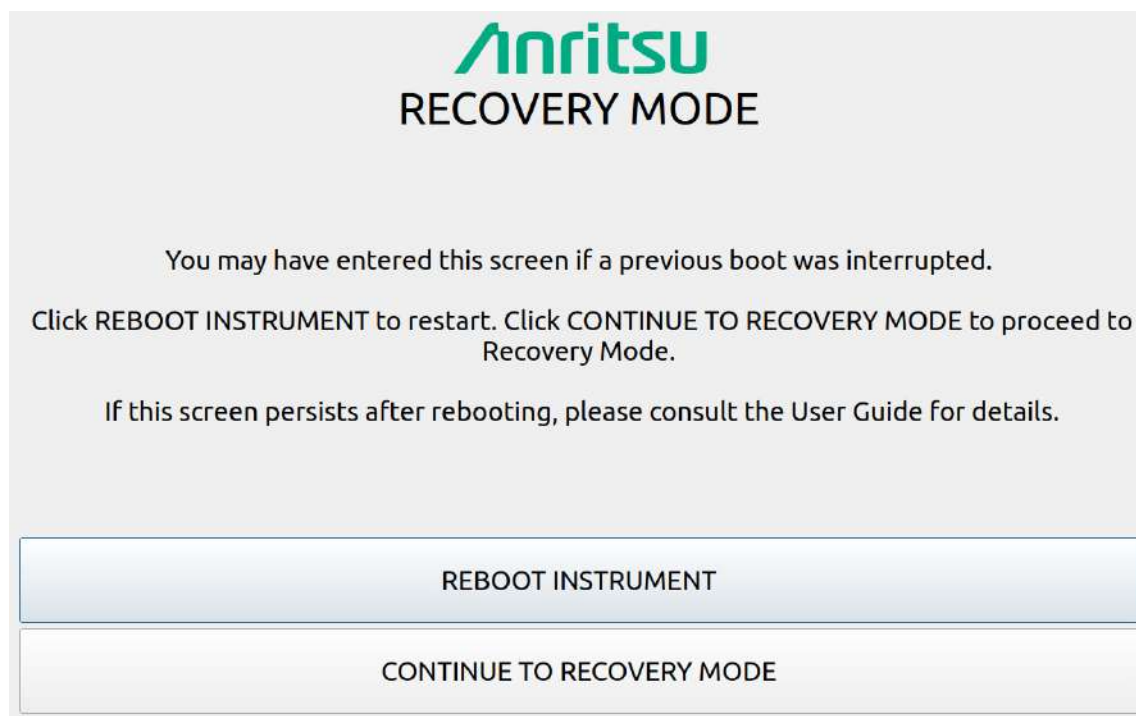 Anritsu
RECOVERY MODE
You may have entered this screen if a previous boot was interrupted.
Click REBOOT INSTRUMENT to restart. Click CONTINUE TO RECOVERY MODE to proceed to
Recovery Mode.
If this screen persists after rebooting, please consult the User Guide for details.
REBOOT INSTRUMENT
CONTINUE TO RECOVERY MODE